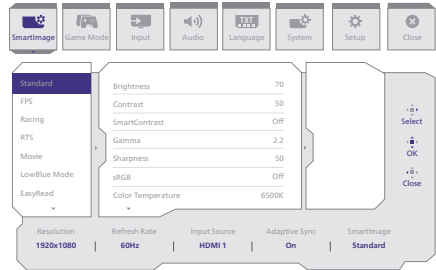 TXT
SmartImage Game Mode Input Audio Language System Setup Close
Standard
FPS
Racing
RTS
Movie
LowBlue Mode
EasyRead
Brightness 70
Contrast 50
SmartContrast Off
Gamma 2.2
Sharpness 50
sRGB Off
Color Temperature 6500K
Select
OK
Close
Resolution Refresh Rate Input Source Adaptive Sync SmartImage
1920x1080 | 60Hz | HDMI 1 | On | Standard